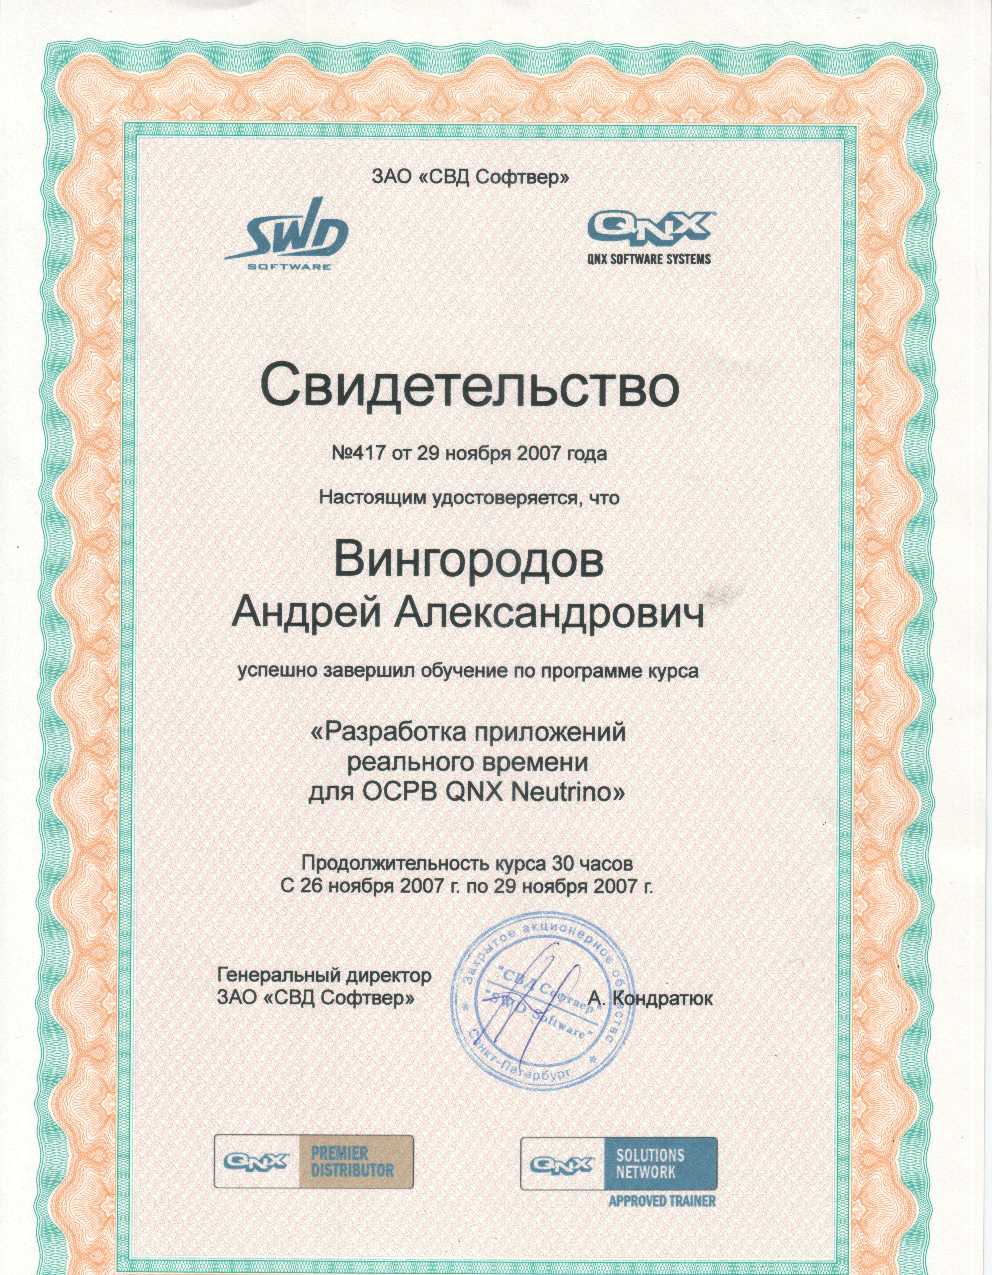 ЗАО «СВД Софтвер»
SWD
SOFTWARE
QNX
QNX SOFTWARE SYSTEMS
Свидетельство
№417 от 29 ноября 2007 года
Настоящим удостоверяется, что
Вингородов
Андрей Александрович
успешно завершил обучение по программе курса
«Разработка приложений
реального времени
для ОСРВ QNX Neutrino»
Продолжительность курса 30 часов
С 26 ноября 2007 г. по 29 ноября 2007 г.
Генеральный директор
ЗАО «СВД Софтвер»
А. Кондратюк
Закрытое акционерное общество
"СВД Софтвер"
"SWD Software"
Санкт-Петербург
QNX
PREMIER
DISTRIBUTOR
QNX
SOLUTIONS
NETWORK
APPROVED TRAINER